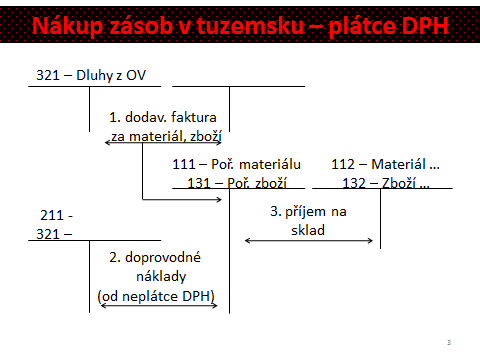 Nákup zásob v tuzemsku – plátce DPH
321 – Dluhy z OV
1. dodav. faktura
za materiál, zboží
111 – Poř. materiálu
131 – Poř. zboží
112 – Materiál ...
132 – Zboží ...
3. příjem na
sklad
211 -
321 –
2. doprovodné
náklady
(od neplátce DPH)
3